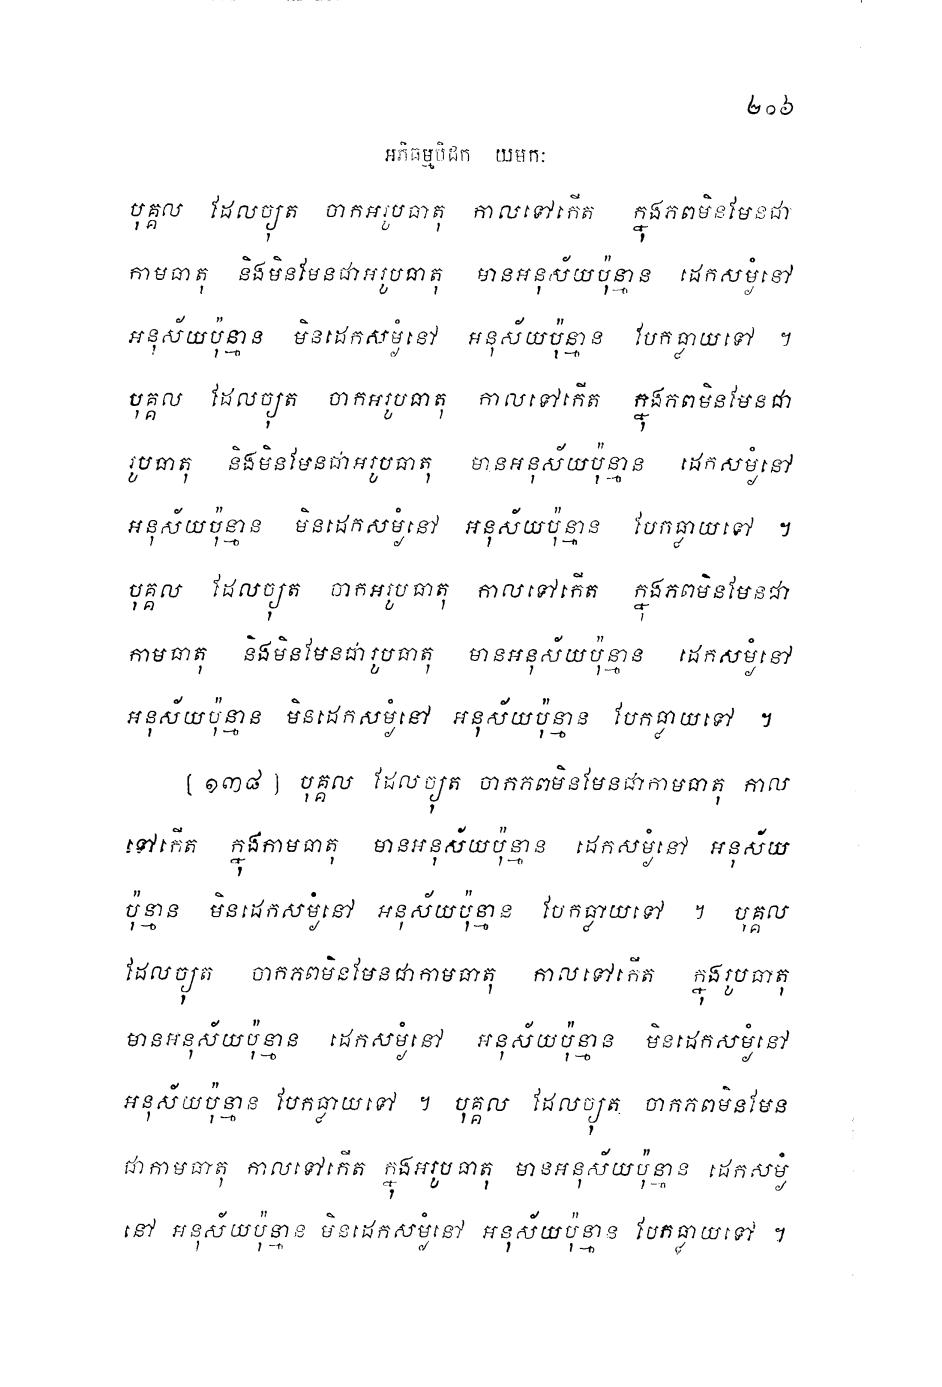 ២០៦
អភិធម្មបិដក យមកៈ
បុគ្គល ដែលច្យុត ចាកអរូបធាតុ កាលទៅកើត ក្នុងភពមិនមែនជា
កាមធាតុ និងមិនមែនជាអរូបធាតុ មានអនុស័យប៉ុន្មាន ដេកសម្ងំនៅ
អនុស័យប៉ុន្មាន មិនដេកសម្ងំនៅ អនុស័យប៉ុន្មាន បែកធ្លាយទៅ ។
បុគ្គល ដែលច្យុត ចាកអរូបធាតុ កាលទៅកើត ក្នុងភពមិនមែនជា
រូបធាតុ និងមិនមែនជាអរូបធាតុ មានអនុស័យប៉ុន្មាន ដេកសម្ងំនៅ
អនុស័យប៉ុន្មាន មិនដេកសម្ងំនៅ អនុស័យប៉ុន្មាន បែកធ្លាយទៅ ។
បុគ្គល ដែលច្យុត ចាកអរូបធាតុ កាលទៅកើត ក្នុងភពមិនមែនជា
កាមធាតុ និងមិនមែនជារូបធាតុ មានអនុស័យប៉ុន្មាន ដេកសម្ងំនៅ
អនុស័យប៉ុន្មាន មិនដេកសម្ងំនៅ អនុស័យប៉ុន្មាន បែកធ្លាយទៅ ។
[ ១៣៨ ] បុគ្គល ដែលច្យុត ចាកភពមិនមែនជាកាមធាតុ កាល
ទៅកើត ក្នុងកាមធាតុ មានអនុស័យប៉ុន្មាន ដេកសម្ងំនៅ អនុស័យ
ប៉ុន្មាន មិនដេកសម្ងំនៅ អនុស័យប៉ុន្មាន បែកធ្លាយទៅ ។ បុគ្គល
ដែលច្យុត ចាកភពមិនមែនជាកាមធាតុ កាលទៅកើត ក្នុងរូបធាតុ
មានអនុស័យប៉ុន្មាន ដេកសម្ងំនៅ អនុស័យប៉ុន្មាន មិនដេកសម្ងំនៅ
អនុស័យប៉ុន្មាន បែកធ្លាយទៅ ។ បុគ្គល ដែលច្យុត ចាកភពមិនមែន
ជាកាមធាតុ កាលទៅកើត ក្នុងអរូបធាតុ មានអនុស័យប៉ុន្មាន ដេកសម្ងំ
នៅ អនុស័យប៉ុន្មាន មិនដេកសម្ងំនៅ អនុស័យប៉ុន្មាន បែកធ្លាយទៅ ។